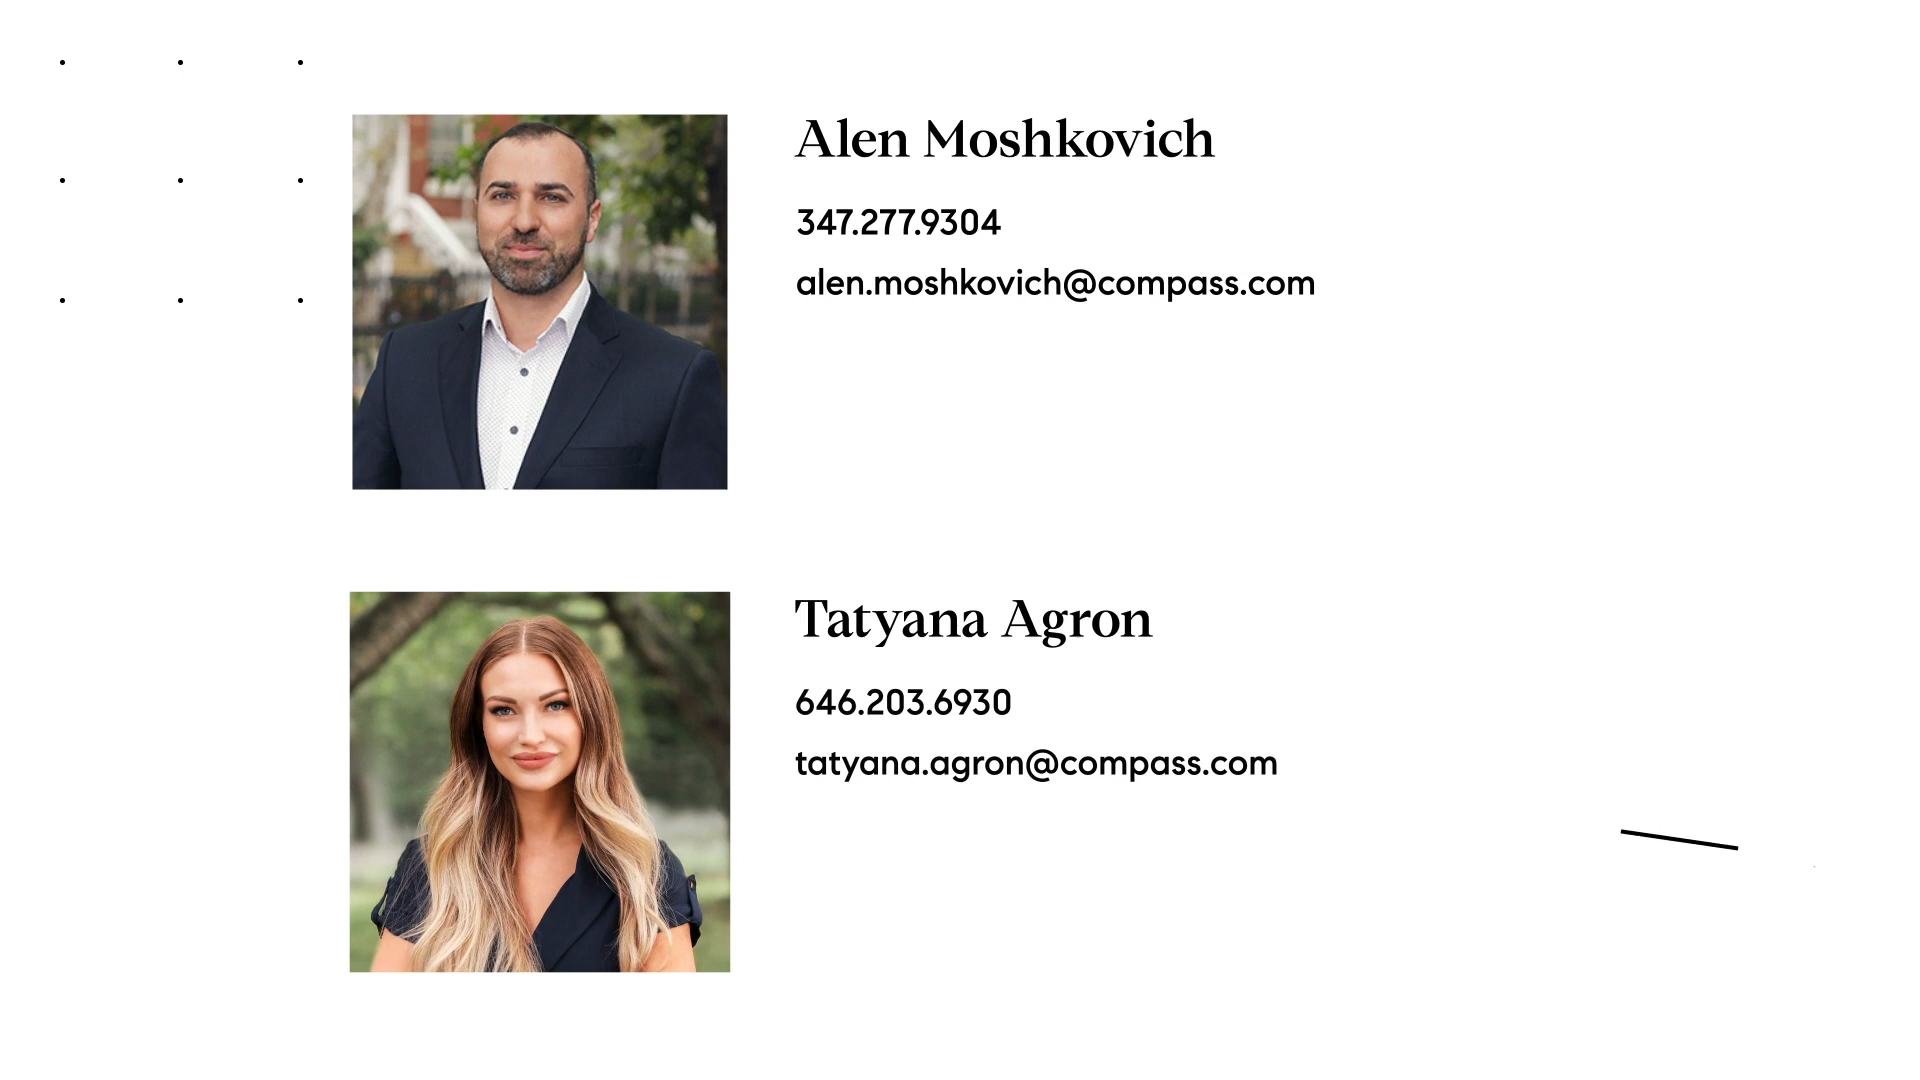 Alen Moshkovich
347.277.9304
alen.moshkovich@compass.com
Tatyana Agron
646.203.6930
tatyana.agron@compass.com